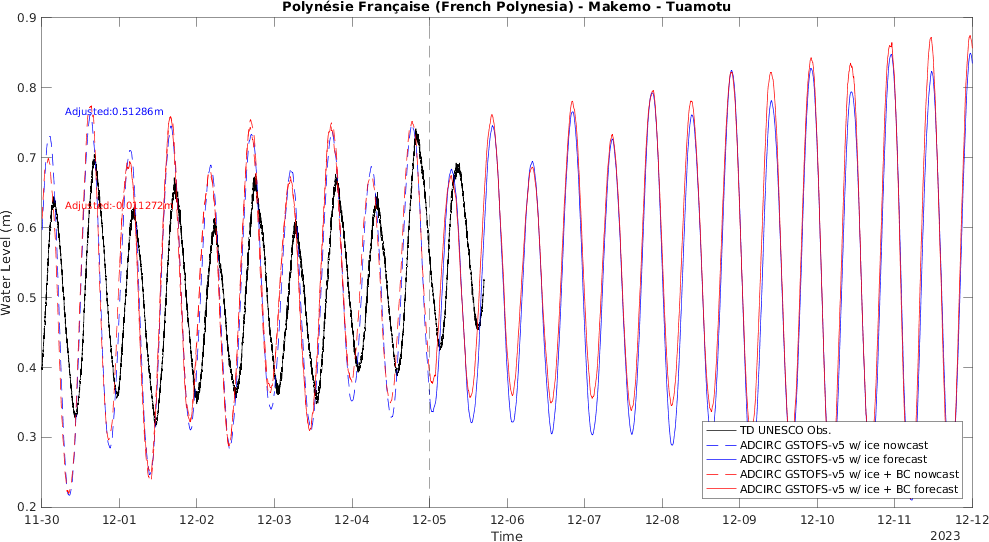 Polynésie Française (French Polynesia) - Makemo - Tuamotu
0.9
0.8
0.7
0.6
0.5
0.4
0.3
0.2
Water Level (m)
Adjusted:0.51286m
Adjusted:-0.011272m
TD UNESCO Obs.
ADCIRC GSTOFS-v5 w/ ice nowcast
ADCIRC GSTOFS-v5 w/ ice forecast
ADCIRC GSTOFS-v5 w/ ice + BC nowcast
ADCIRC GSTOFS-v5 w/ ice + BC forecast
11-30 12-01 12-02 12-03 12-04 12-05 12-06 12-07 12-08 12-09 12-10 12-11 12-12
Time
2023